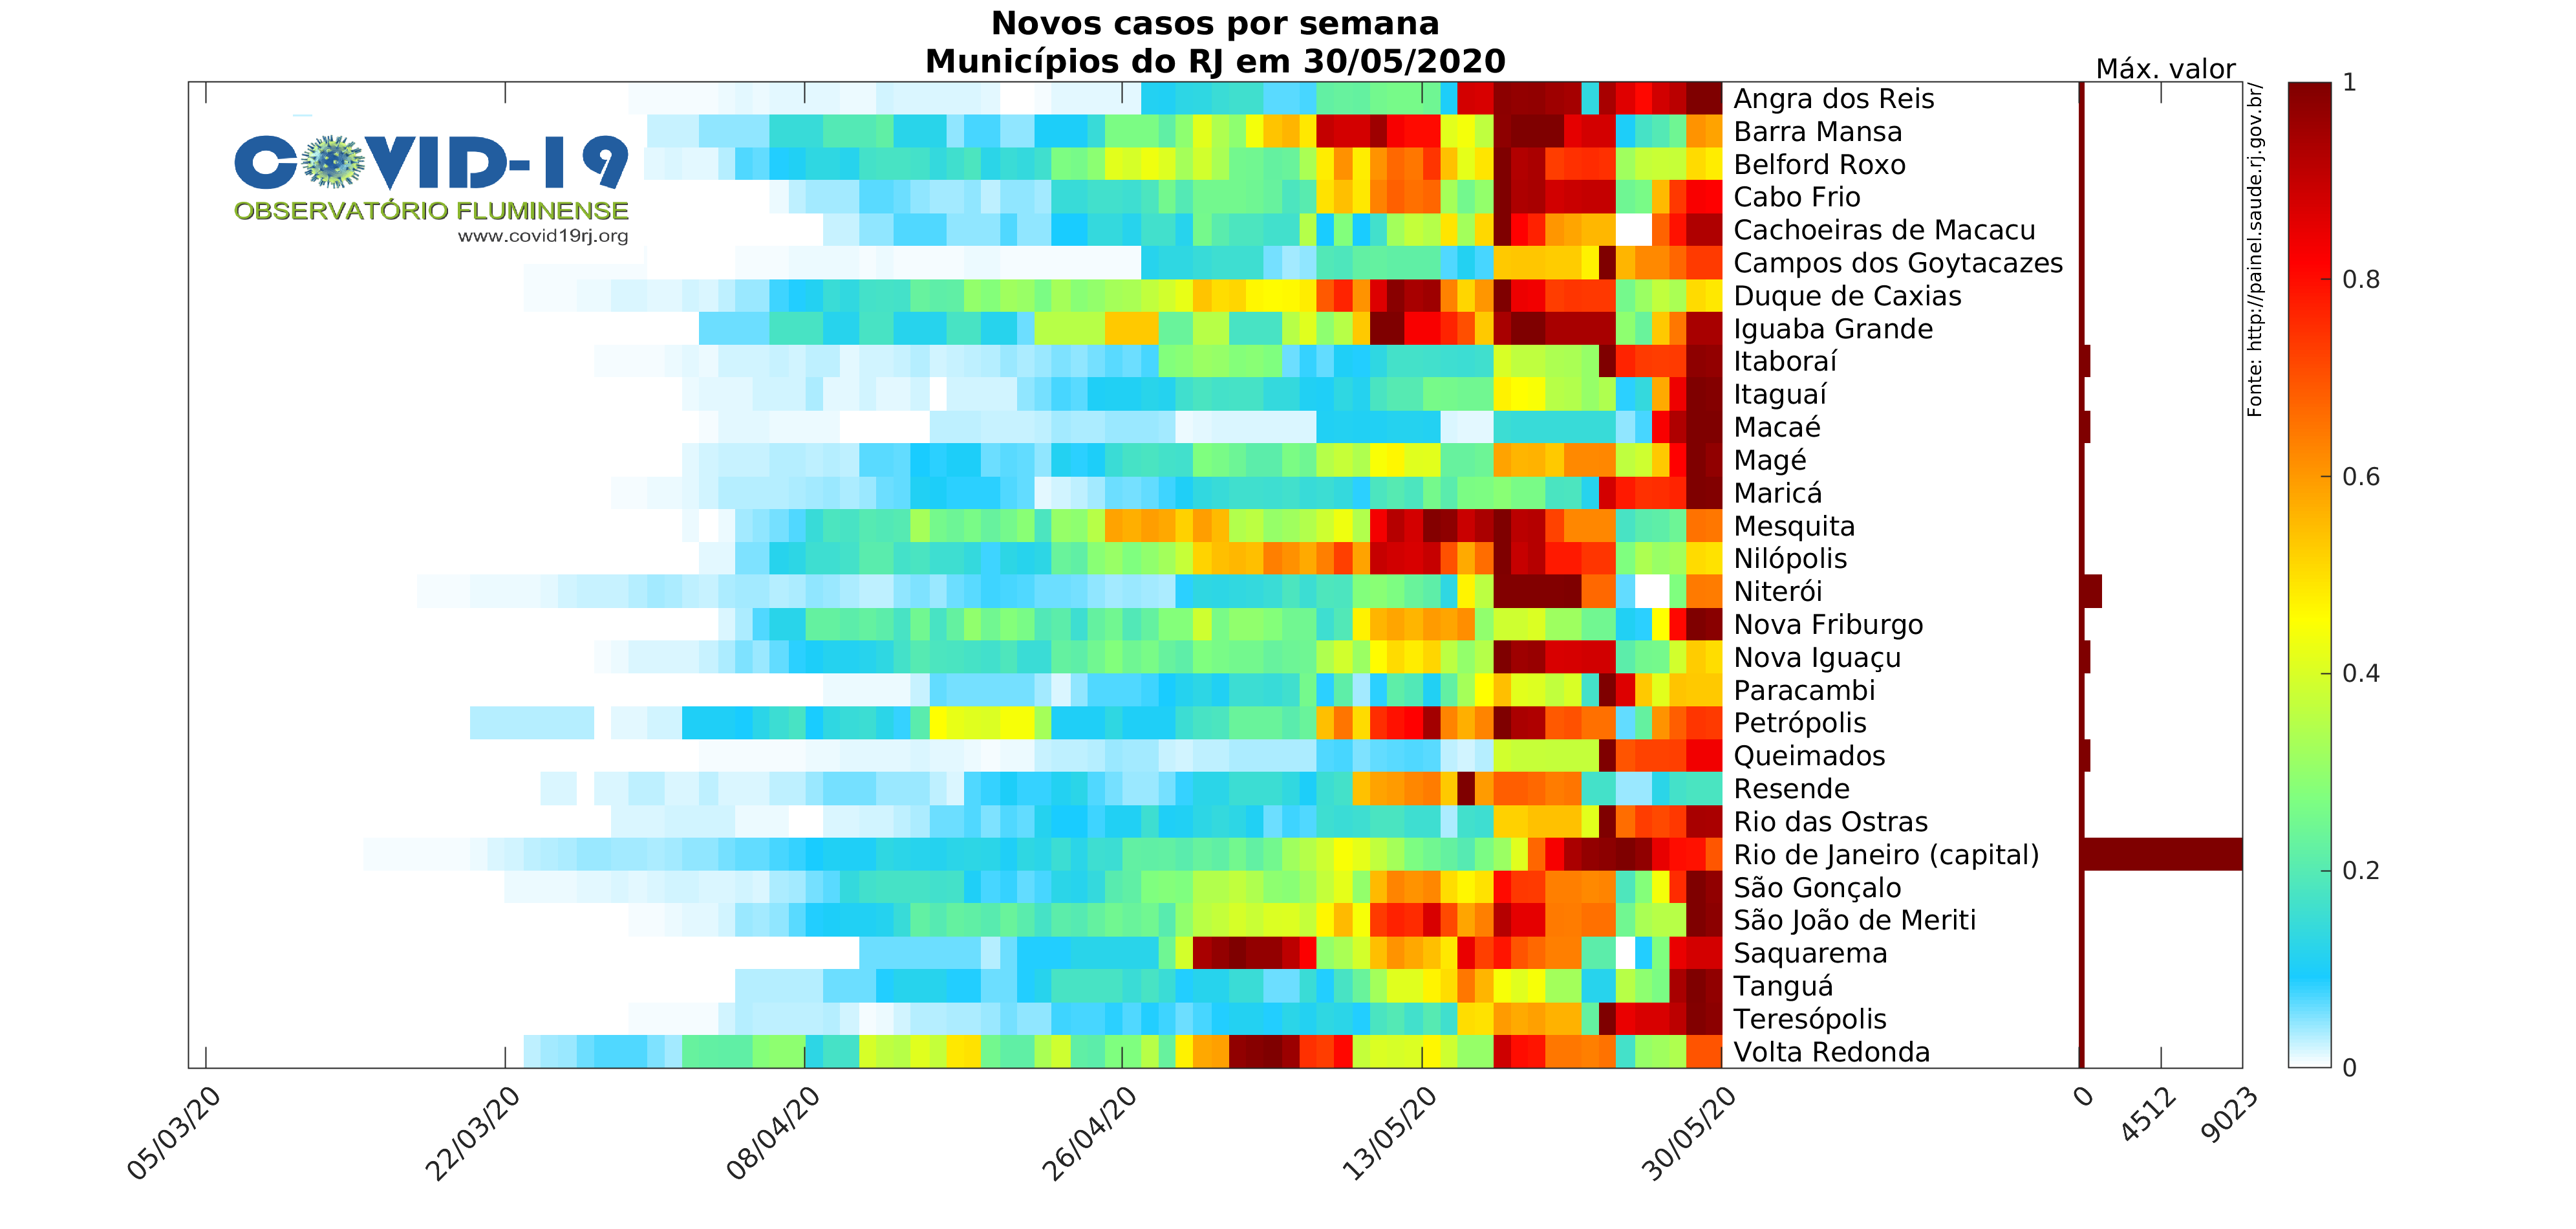 Novos casos por semana
Municípios do RJ em 30/05/2020
Máx. valor
COVID-19
OBSERVATÓRIO FLUMINENSE
www.covid19rj.org
Angra dos Reis
Barra Mansa
Belford Roxo
Cabo Frio
Cachoeiras de Macacu
Campos dos Goytacazes
Duque de Caxias
Iguaba Grande
Itaboraí
Itaguaí
Macaé
Magé
Maricá
Mesquita
Nilópolis
Niterói
Nova Friburgo
Nova Iguaçu
Paracambi
Petrópolis
Queimados
Resende
Rio das Ostras
Rio de Janeiro (capital)
São Gonçalo
São João de Meriti
Saquarema
Tanguá
Teresópolis
Volta Redonda
Fonte: http://painel.saude.rj.gov.br/
1
0.8
0.6
0.4
0.2
0
05/03/20
22/03/20
08/04/20
26/04/20
13/05/20
30/05/20
0
4512
9023